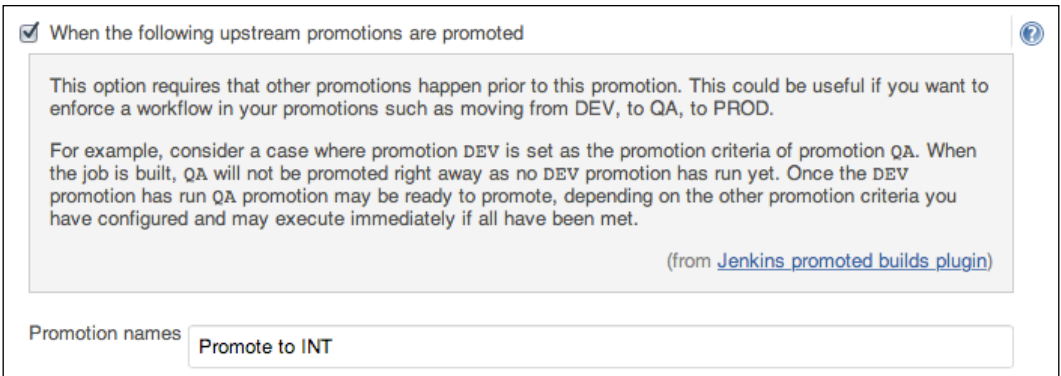 When the following upstream promotions are promoted
?
This option requires that other promotions happen prior to this promotion. This could be useful if you want to
enforce a workflow in your promotions such as moving from DEV, to QA, to PROD.
For example, consider a case where promotion DEV is set as the promotion criteria of promotion QA. When
the job is built, QA will not be promoted right away as no DEV promotion has run yet. Once the DEV
promotion has run QA promotion may be ready to promote, depending on the other promotion criteria you
have configured and may execute immediately if all have been met.
(from Jenkins promoted builds plugin)
Promotion names
Promote to INT